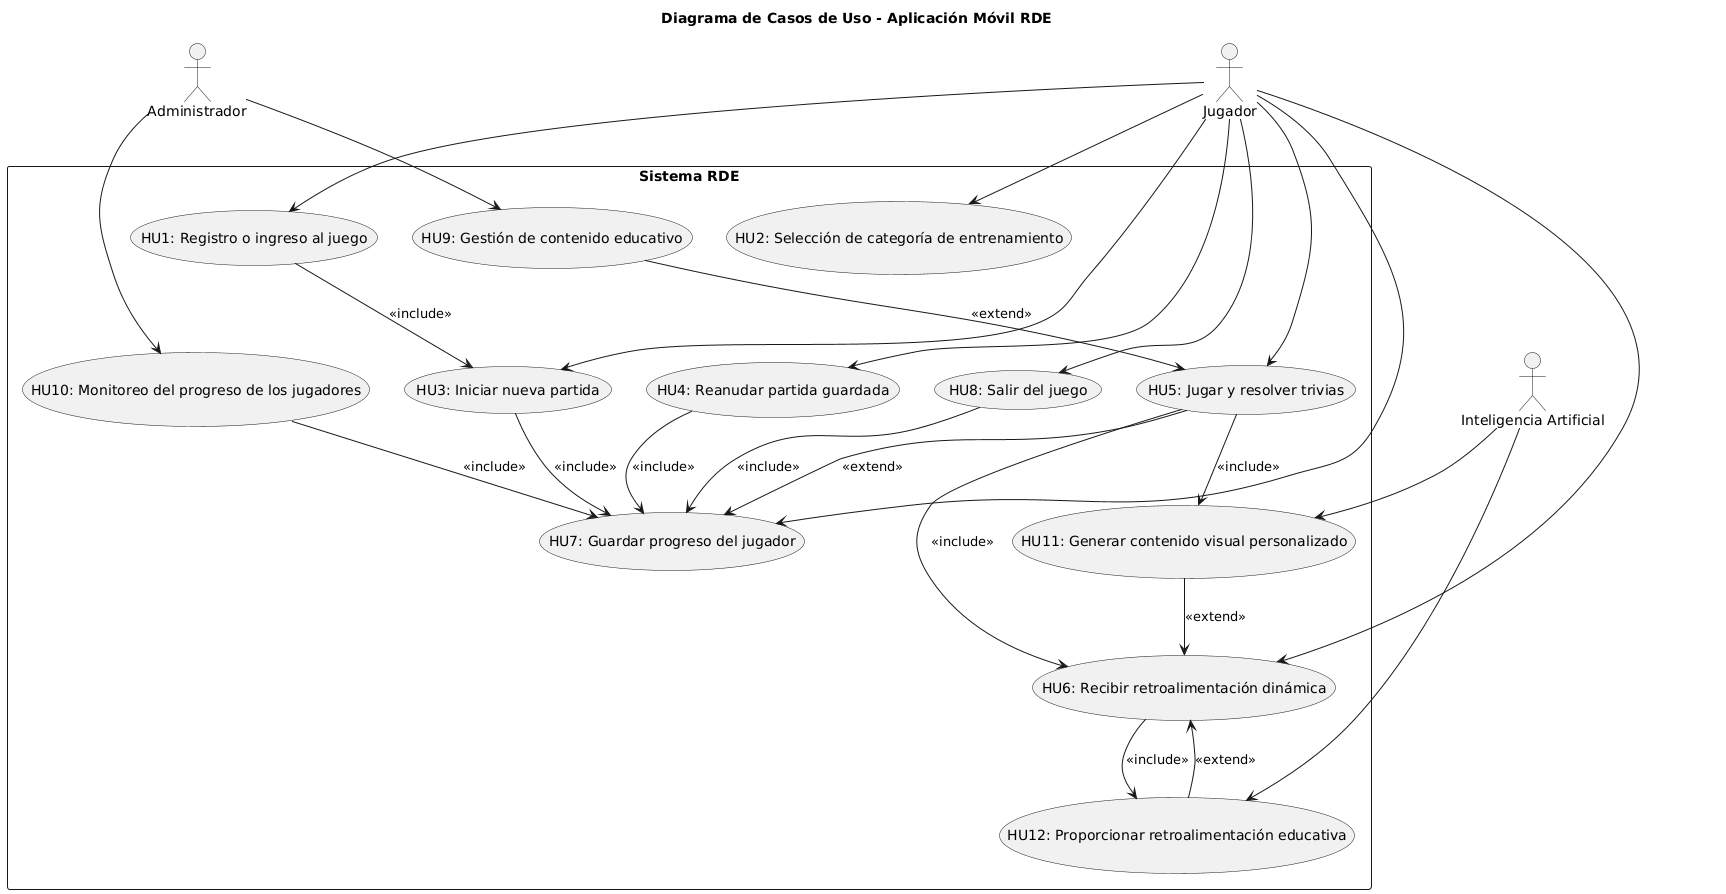 Diagrama de Casos de Uso - Aplicación Móvil RDE
Administrador
Jugador
Sistema RDE
HU1: Registro o ingreso al juego
HU9: Gestión de contenido educativo
HU2: Selección de categoría de entrenamiento
«include»
«extend»
HU10: Monitoreo del progreso de los jugadores
HU3: Iniciar nueva partida
HU4: Reanudar partida guardada
HU8: Salir del juego
HU5: Jugar y resolver trivias
Inteligencia Artificial
«include»
«include»
«include»
«include»
«extend»
«include»
HU7: Guardar progreso del jugador
«include»
HU11: Generar contenido visual personalizado
«extend»
HU6: Recibir retroalimentación dinámica
«include»
«extend»
HU12: Proporcionar retroalimentación educativa